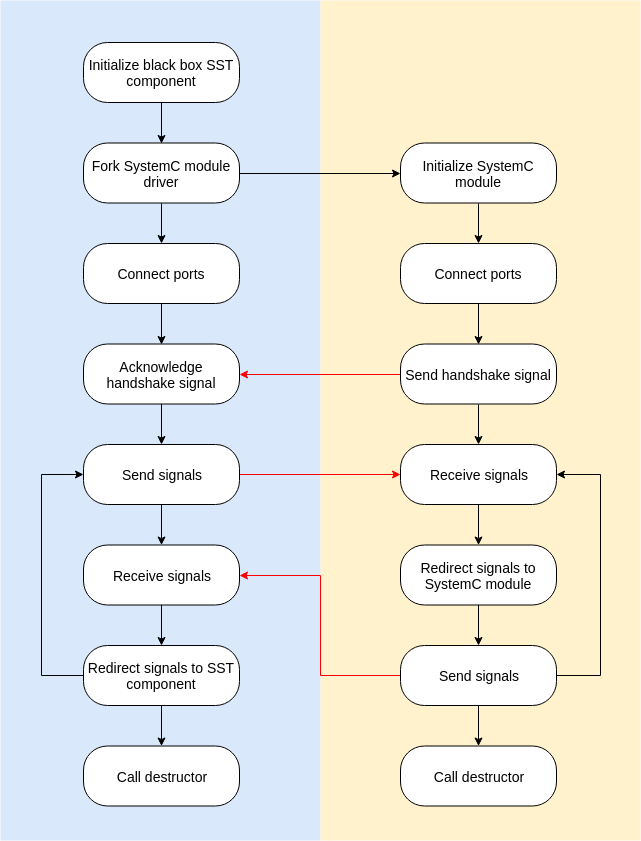 Initialize black box SST
component
Fork SystemC module
driver
Initialize SystemC
module
Connect ports
Connect ports
Acknowledge
handshake signal
Send handshake signal
Send signals
Receive signals
Receive signals
Redirect signals to
SystemC module
Redirect signals to SST
component
Send signals
Call destructor
Call destructor